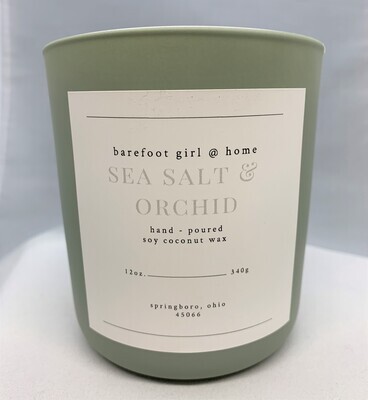 barefoot girl @ home
SEA SALT &
ORCHID
hand - poured
soy coconut wax
12oz. 340g
springboro, ohio
45066